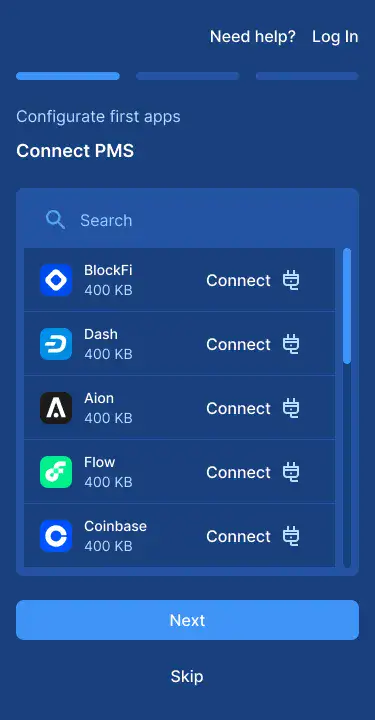 Need help? Log In
Configurate first apps
Connect PMS
Search
BlockFi
400 KB
Connect
Dash
400 KB
Connect
Aion
400 KB
Connect
Flow
400 KB
Connect
Coinbase
400 KB
Connect
Next
Skip